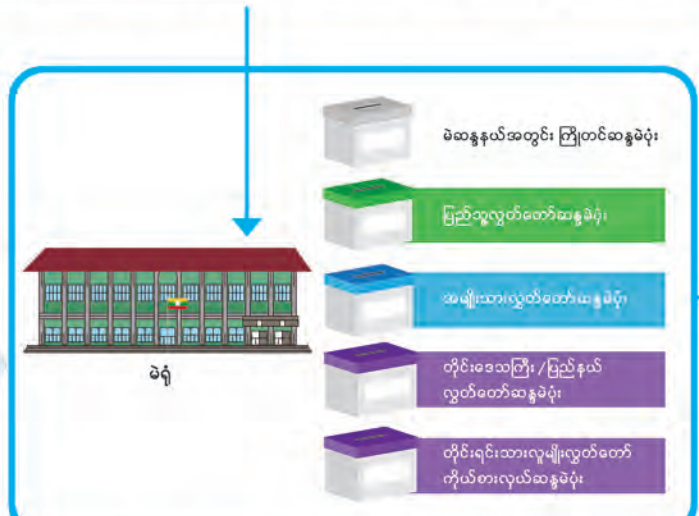 မဲဆန္ဒနယ်အတွင်း ကြိုတင်ဆန္ဒမဲပုံး
ပြည်သူ့လွှတ်တော်ဆန္ဒမဲပုံး
အမျိုးသားလွှတ်တော်ဆန္ဒမဲပုံး
တိုင်းဒေသကြီး/ပြည်နယ်
လွှတ်တော်ဆန္ဒမဲပုံး
တိုင်းရင်းသားလူမျိုးလွှတ်တော်
ကိုယ်စားလှယ်ဆန္ဒမဲပုံး
မဲရုံ